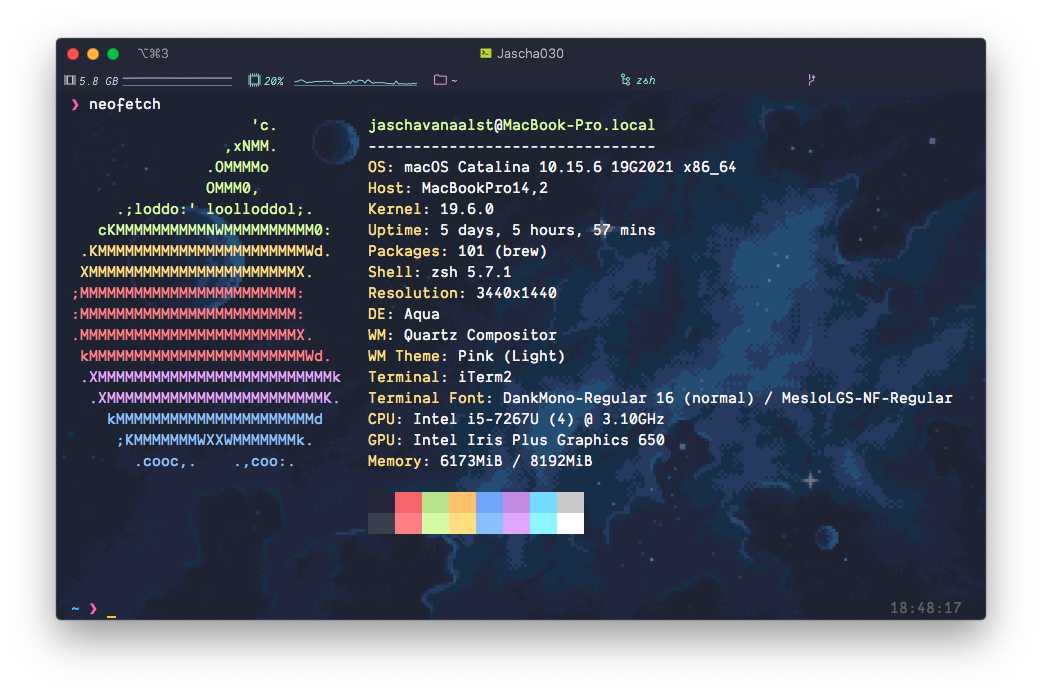 ⌥⌘3 Jascha030
5.8 GB 20% ~ zsh
❯ neofetch
'c. jaschavanaalst@MacBook-Pro.local
,xNMM. -------------------------------
.OMMMMo OS: macOS Catalina 10.15.6 19G2021 x86_64
OMMM0, Host: MacBookPro14,2
.;loddo:' loolloddol;. Kernel: 19.6.0
cKMMMMMMMMMMNWMMMMMMMMMM0: Uptime: 5 days, 5 hours, 57 mins
.KMMMMMMMMMMMMMMMMMMMMMMMWd. Packages: 101 (brew)
XMMMMMMMMMMMMMMMMMMMMMMMX. Shell: zsh 5.7.1
;MMMMMMMMMMMMMMMMMMMMMMMM: Resolution: 3440x1440
:MMMMMMMMMMMMMMMMMMMMMMMM: DE: Aqua
.MMMMMMMMMMMMMMMMMMMMMMMMX. WM: Quartz Compositor
kMMMMMMMMMMMMMMMMMMMMMMMMWd. WM Theme: Pink (Light)
.XMMMMMMMMMMMMMMMMMMMMMMMMMMk Terminal: iTerm2
.XMMMMMMMMMMMMMMMMMMMMMMMMK. Terminal Font: DankMono-Regular 16 (normal) / MesloLGS-NF-Regular
kMMMMMMMMMMMMMMMMMMMMMMd CPU: Intel i5-7267U (4) @ 3.10GHz
;KMMMMMMMWXXWMMMMMMMk. GPU: Intel Iris Plus Graphics 650
.cooc,. .,coo:. Memory: 6173MiB / 8192MiB
~ ❯ _ 18:48:17